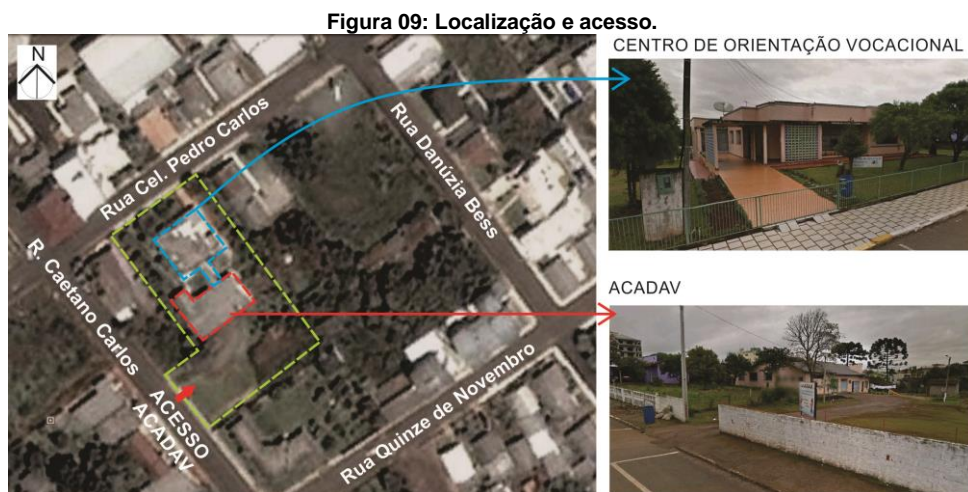 Figura 09: Localização e acesso.
N
Rua Cel. Pedro Carlos
Rua Danúzia Bess
R. Caetano Carlos
ACESSO
ACADAV
Rua Quinze de Novembro
CENTRO DE ORIENTAÇÃO VOCACIONAL
ACADAV